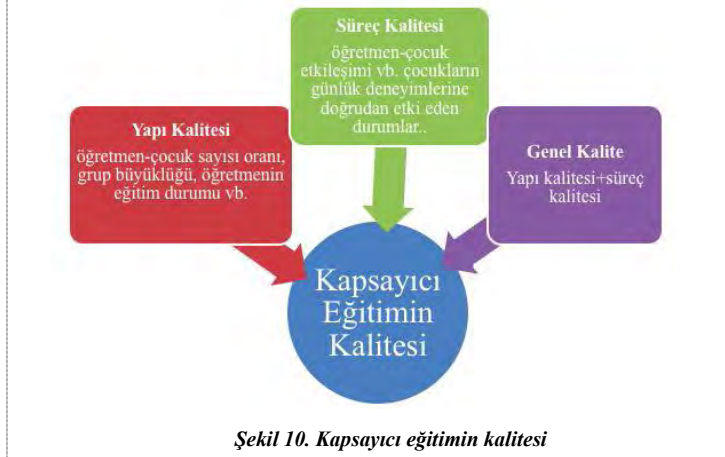 Süreç Kalitesi
öğretmen-çocuk
etkileşimi vb. çocukların
günlük deneyimlerine
doğrudan etki eden
durumlar..
Yapı Kalitesi
öğretmen-çocuk sayısı oranı,
grup büyüklüğü, öğretmenin
eğitim durumu vb.
Genel Kalite
Yapı kalitesi+süreç
kalitesi
Kapsayıcı
Eğitimin
Kalitesi
Şekil 10. Kapsayıcı eğitimin kalitesi